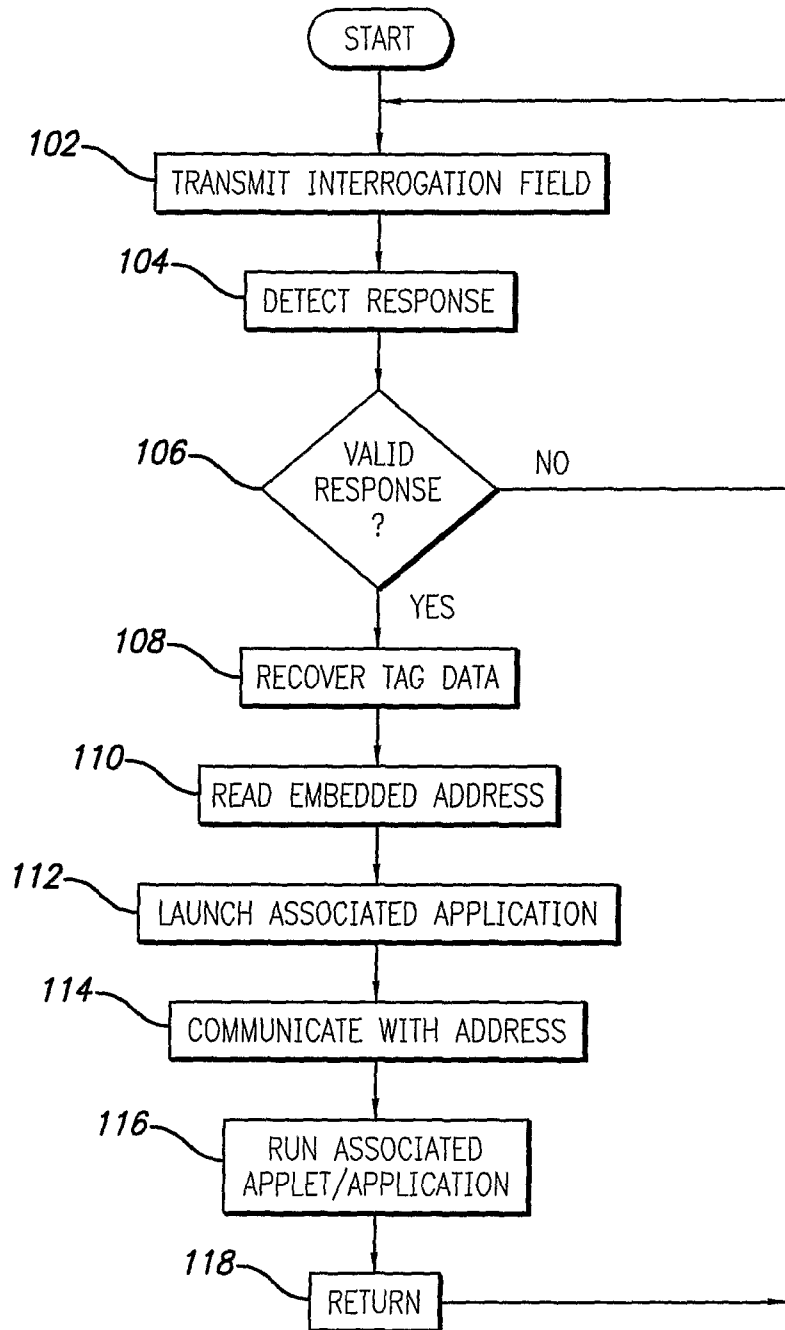 START
102
TRANSMIT INTERROGATION FIELD
104
DETECT RESPONSE
106
VALID
RESPONSE
?
NO
YES
108
RECOVER TAG DATA
110
READ EMBEDDED ADDRESS
112
LAUNCH ASSOCIATED APPLICATION
114
COMMUNICATE WITH ADDRESS
116
RUN ASSOCIATED
APPLET/APPLICATION
118
RETURN